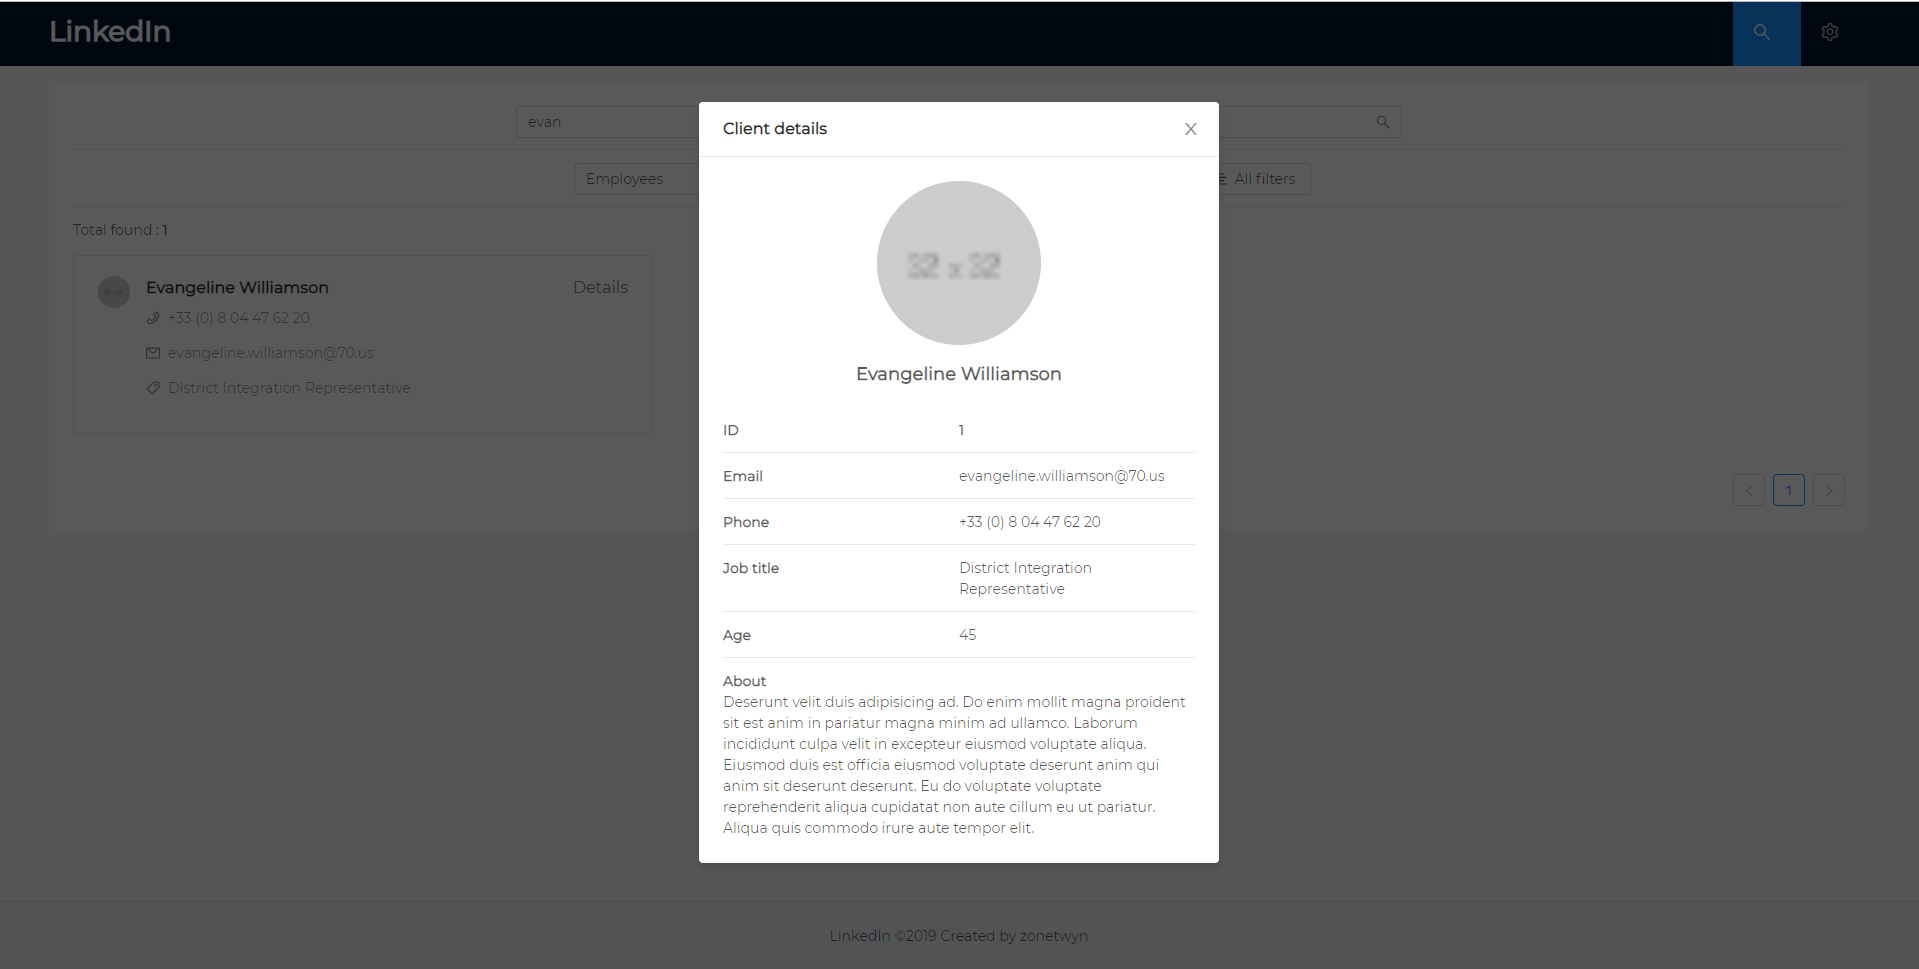 LinkedIn
evan
Employees
All filters
Total found : 1
Evangeline Williamson
Details
+33 (0) 8 04 47 62 20
evangeline.williamson@70.us
District Integration Representative
1
Client details
32 x 32
Evangeline Williamson
ID 1
Email evangeline.williamson@70.us
Phone +33 (0) 8 04 47 62 20
Job title District Integration
Representative
Age 45
About
Deserunt velit duis adipisicing ad. Do enim mollit magna proident
sit est anim in pariatur magna minim ad ullamco. Laborum
incididunt culpa velit in excepteur eiusmod voluptate aliqua.
Eiusmod duis est officia eiusmod voluptate deserunt anim qui
anim sit deserunt deserunt. Eu do voluptate voluptate
reprehenderit aliqua cupidatat non aute cillum eu ut pariatur.
Aliqua quis commodo irure aute tempor elit.
LinkedIn ©2019 Created by zonetwyn